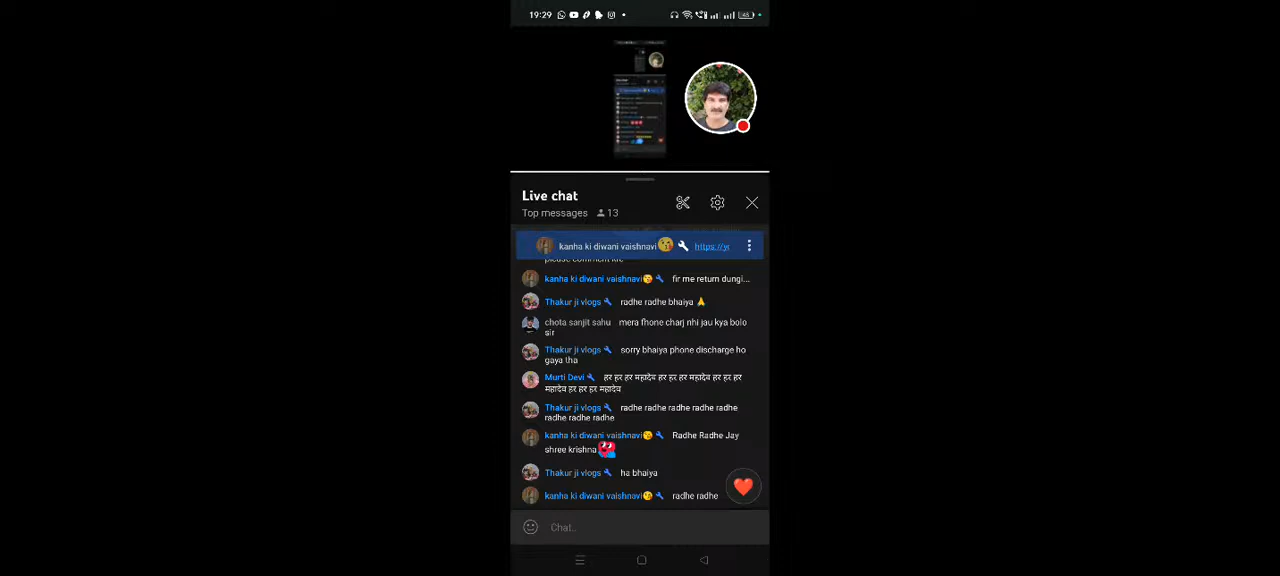 19:29
48
Live chat
Top messages 13
kanha ki diwani vaishnavi😘 https://y
please comment
kanha ki diwani vaishnavi😘 fir me return dungi...
Thakur ji vlogs radhe radhe bhaiya 🙏
chota sanjit sahu mera fhone charj nhi jau kya bolo
sir
Thakur ji vlogs sorry bhaiya phone discharge ho
gaya tha
Murti Devi हर हर हर महादेव हर हर हर महादेव हर हर हर
महादेव हर हर हर महादेव
Thakur ji vlogs radhe radhe radhe radhe radhe
radhe radhe radhe
kanha ki diwani vaishnavi😘 Radhe Radhe Jay
shree krishna
Thakur ji vlogs ha bhaiya
kanha ki diwani vaishnavi😘 radhe radhe
Chat..